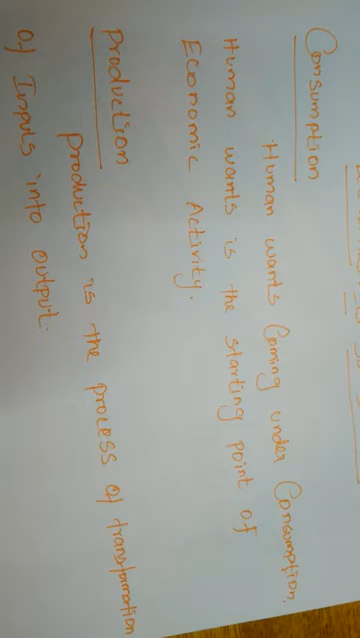 Consumption
Human wants Coming under Consumption.
Human wants is the starting point of
Economic Activity.
Production
Production is the process of transformation
of Inputs into output.